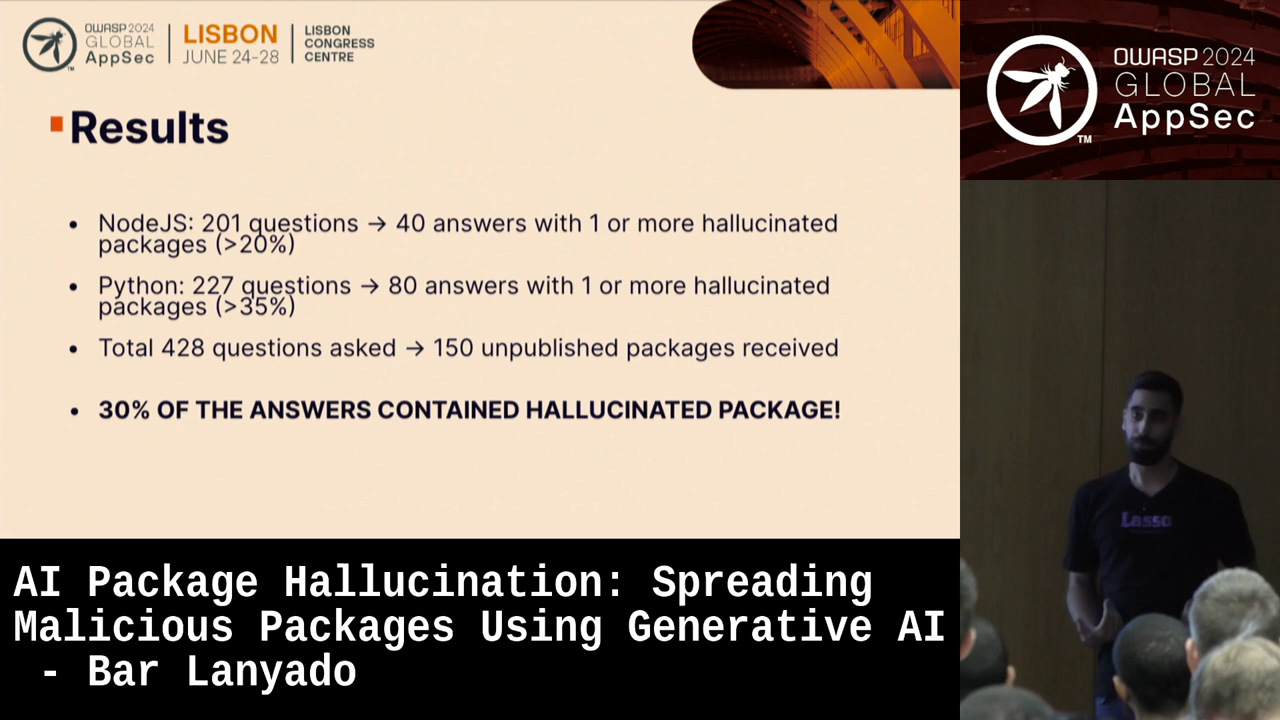 OWASP 2024
GLOBAL
AppSec
LISBON
JUNE 24-28
LISBON
CONGRESS
CENTRE
Results
• NodeJS: 201 questions → 40 answers with 1 or more hallucinated
packages (>20%)
• Python: 227 questions → 80 answers with 1 or more hallucinated
packages (>35%)
• Total 428 questions asked → 150 unpublished packages received
• 30% OF THE ANSWERS CONTAINED HALLUCINATED PACKAGE!
OWASP 2024
GLOBAL
AppSec
TM
Lasso
AI Package Hallucination: Spreading
Malicious Packages Using Generative AI
- Bar Lanyado